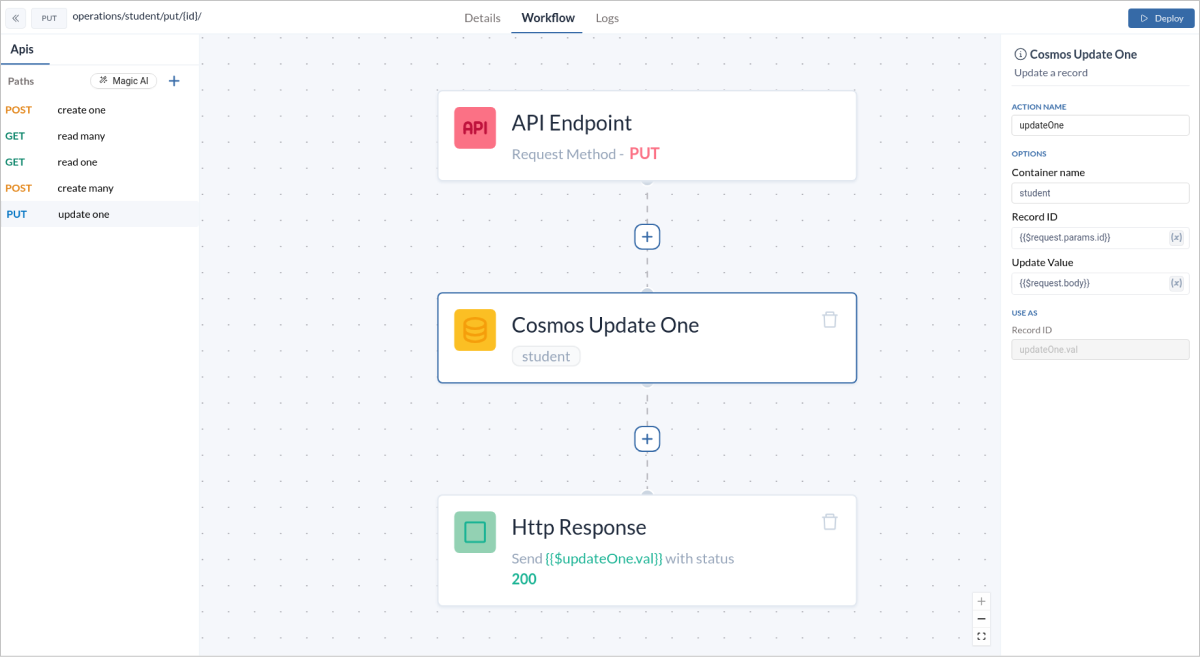 PUT operations/student/put/{id}/
Details Workflow Logs
Deploy
Apis
Paths Magic AI
POST create one
GET read many
GET read one
POST create many
PUT update one
API
API Endpoint
Request Method - PUT
Cosmos Update One
student
Http Response
Send {{$updateOne.val}} with status
200
Cosmos Update One
Update a record
ACTION NAME
updateOne
OPTIONS
Container name
student
Record ID
{{$request.params.id}} (x)
Update Value
{{$request.body}} (x)
USE AS
Record ID
updateOne.val